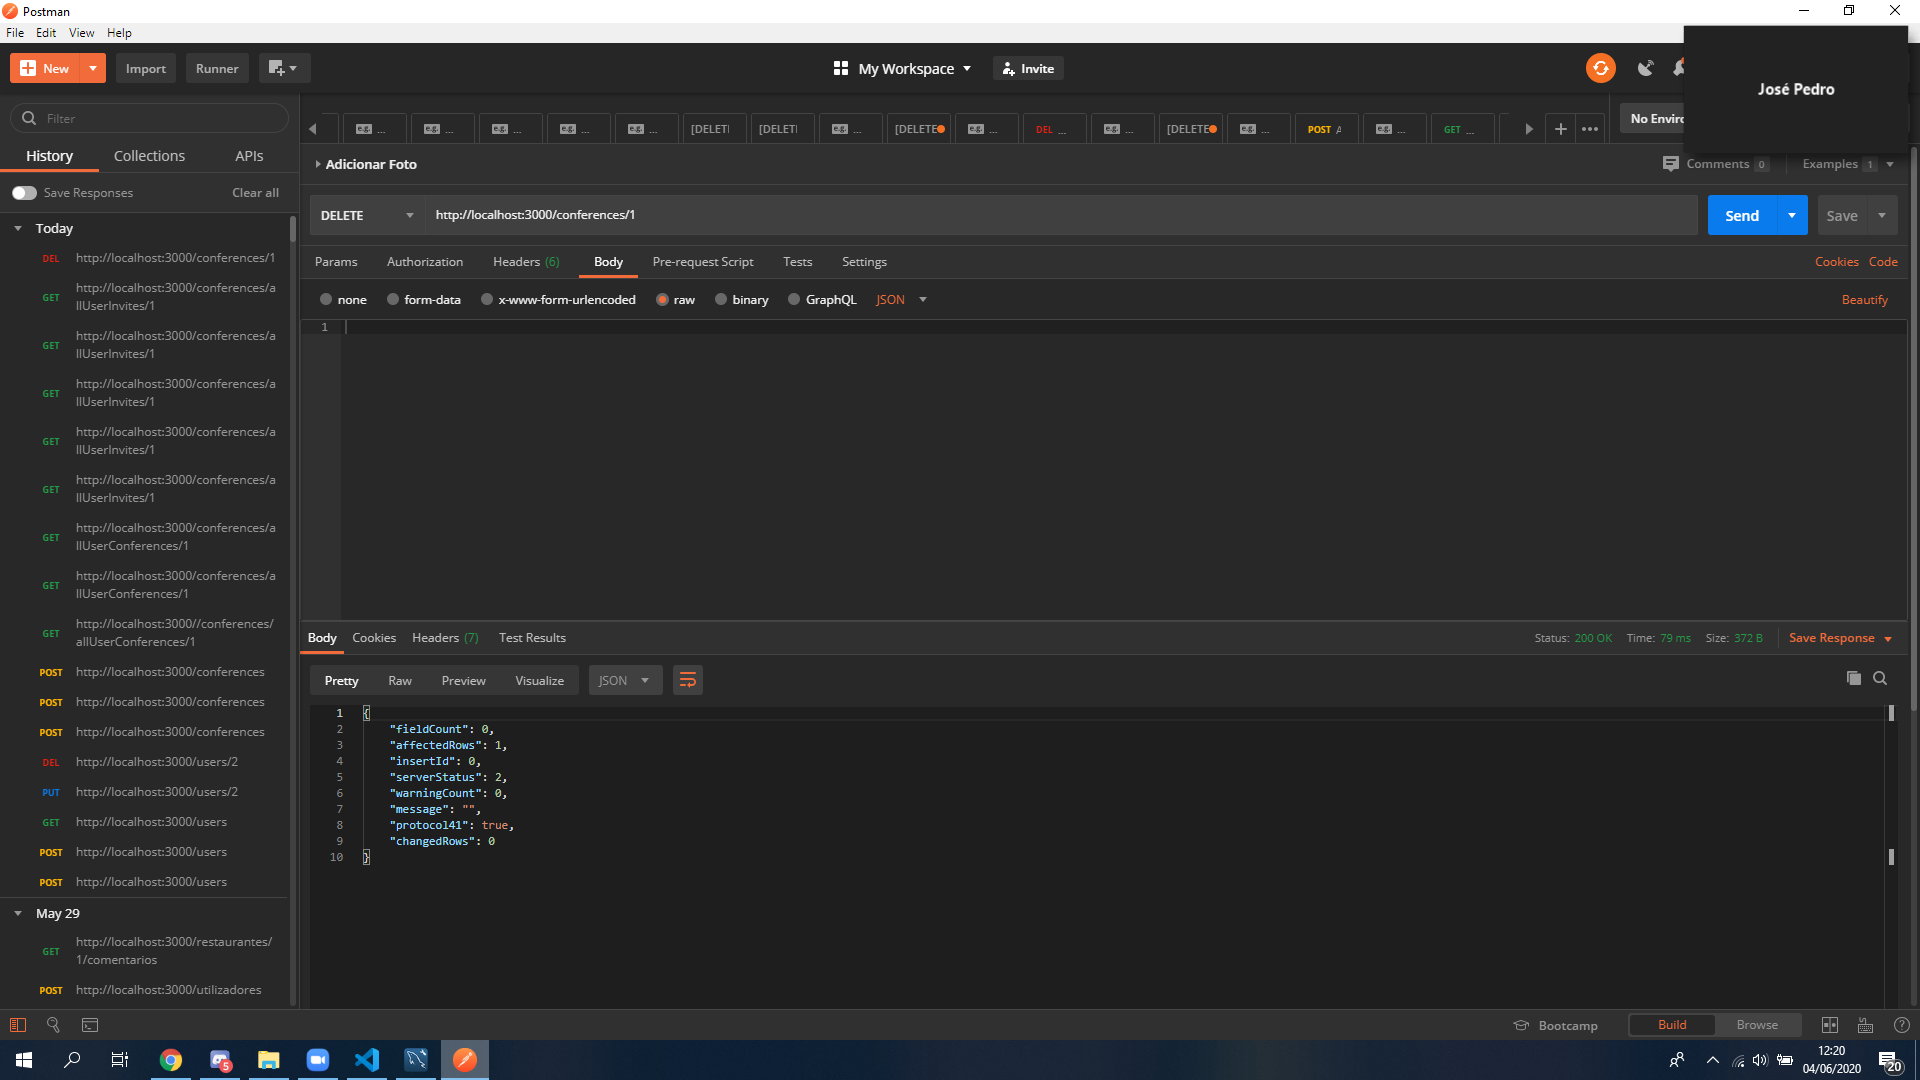 Postman
File Edit View Help
New Import Runner My Workspace Invite
José Pedro
Filter
History Collections APIs
Save Responses Clear all
Today
DEL http://localhost:3000/conferences/1
GET http://localhost:3000/conferences/a
llUserInvites/1
GET http://localhost:3000/conferences/a
llUserInvites/1
GET http://localhost:3000/conferences/a
llUserInvites/1
GET http://localhost:3000/conferences/a
llUserInvites/1
GET http://localhost:3000/conferences/a
llUserInvites/1
GET http://localhost:3000/conferences/a
llUserConferences/1
GET http://localhost:3000/conferences/a
llUserConferences/1
GET http://localhost:3000//conferences/
allUserConferences/1
POST http://localhost:3000/conferences
POST http://localhost:3000/conferences
POST http://localhost:3000/conferences
DEL http://localhost:3000/users/2
PUT http://localhost:3000/users/2
GET http://localhost:3000/users
POST http://localhost:3000/users
POST http://localhost:3000/users
May 29
GET http://localhost:3000/restaurantes/
1/comentarios
POST http://localhost:3000/utilizadores
e.g. ... e.g. ... e.g. ... e.g. ... e.g. ... [DELETI [DELETI e.g. ... [DELETE e.g. ... DEL ... e.g. ... [DELETE e.g. ... POST A e.g. ... GET ... No Enviro
Adicionar Foto Comments 0 Examples 1
DELETE http://localhost:3000/conferences/1 Send Save
Params Authorization Headers (6) Body Pre-request Script Tests Settings Cookies Code
none form-data x-www-form-urlencoded raw binary GraphQL JSON Beautify
1
Body Cookies Headers (7) Test Results Status: 200 OK Time: 79 ms Size: 372 B Save Response
Pretty Raw Preview Visualize JSON
1 {
2 "fieldCount": 0,
3 "affectedRows": 1,
4 "insertId": 0,
5 "serverStatus": 2,
6 "warningCount": 0,
7 "message": "",
8 "protocol41": true,
9 "changedRows": 0
10 }
Bootcamp Build Browse
5
12:20
04/06/2020
20